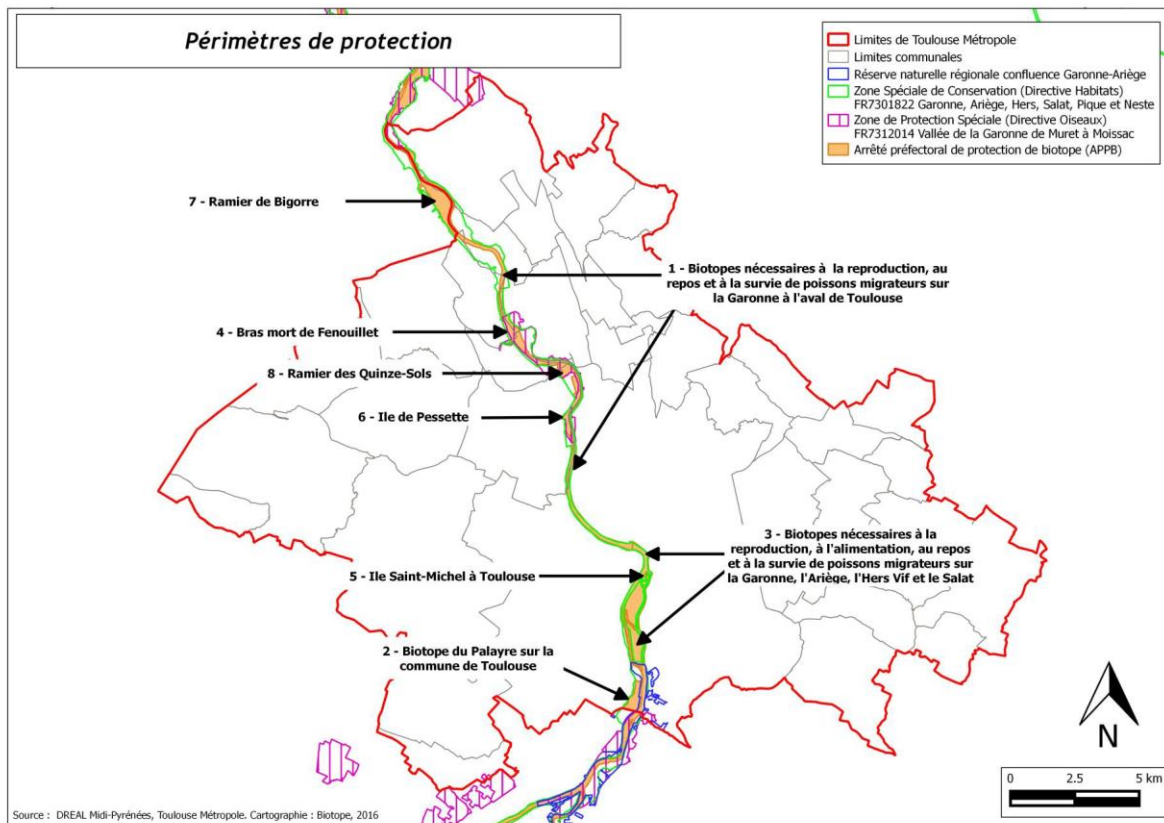 Périmètres de protection
Limites de Toulouse Métropole
Limites communales
Réserve naturelle régionale confluence Garonne-Ariège
Zone Spéciale de Conservation (Directive Habitats)
FR7301822 Garonne, Ariège, Hers, Salat, Pique et Neste
Zone de Protection Spéciale (Directive Oiseaux)
FR7312014 Vallée de la Garonne de Muret à Moissac
Arrêté préfectoral de protection de biotope (APPB)
7 - Ramier de Bigorre
1 - Biotopes nécessaires à la reproduction, au
repos et à la survie de poissons migrateurs sur
la Garonne à l'aval de Toulouse
4 - Bras mort de Fenouillet
8 - Ramier des Quinze-Sols
6 - Ile de Pessette
3 - Biotopes nécessaires à la
reproduction, à l'alimentation, au repos
et à la survie de poissons migrateurs sur
la Garonne, l'Ariège, l'Hers Vif et le Salat
5 - Ile Saint-Michel à Toulouse
2 - Biotope du Palayre sur la
commune de Toulouse
N
0 2.5 5 km
Source : DREAL Midi-Pyrénées, Toulouse Métropole. Cartographie : Biotope, 2016